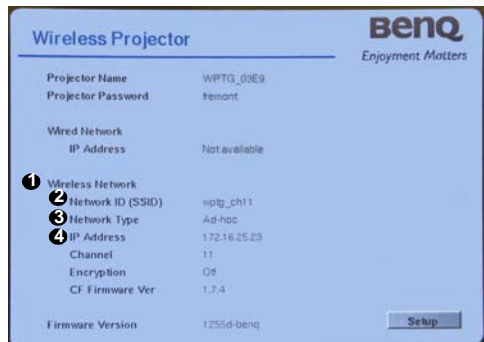 BenQ
Wireless Projector
Enjoyment Matters
Projector Name WPTG_03E9
Projector Password fremont
Wired Network
IP Address Not available
1 Wireless Network
2 Network ID (SSID) wptg_ch11
3 Network Type Ad-hoc
4 IP Address 172.16.25.23
Channel 11
Encryption Off
CF Firmware Ver 1.7.4
Firmware Version 1255d-benq
Setup